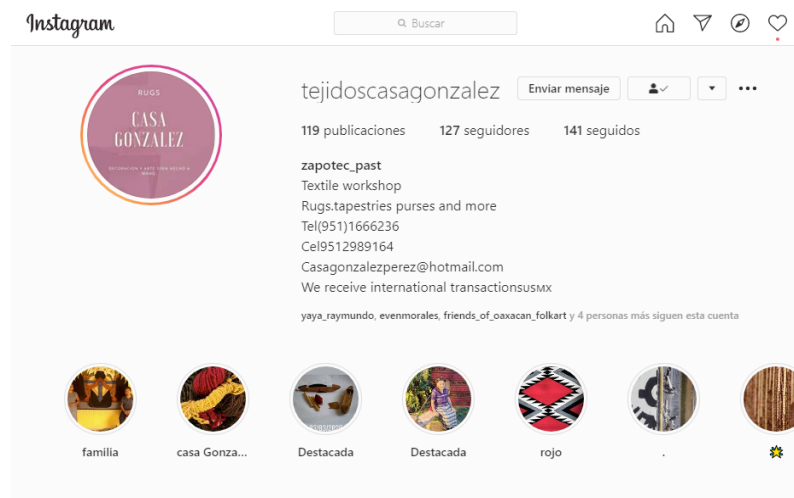 Instagram
Buscar
RUGS
CASA
GONZALEZ
tejidoscasagonzalez
Enviar mensaje
119 publicaciones 127 seguidores 141 seguidos
zapotec_past
Textile workshop
Rugs.tapestries purses and more
Tel(951)1666236
Cel9512989164
Casagonzalezperez@hotmail.com
We receive international transactionsᴜsᴍx
yaya_raymundo, evenmorales, friends_of_oaxacan_folkart y 4 personas más siguen esta cuenta
familia
casa Gonza...
Destacada
Destacada
rojo
.